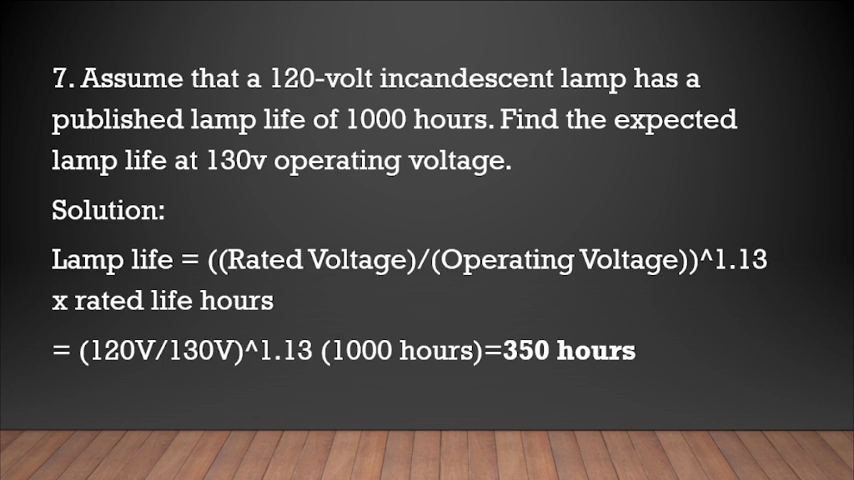 7. Assume that a 120-volt incandescent lamp has a
published lamp life of 1000 hours. Find the expected
lamp life at 130v operating voltage.
Solution:
Lamp life = ((Rated Voltage)/(Operating Voltage))^1.13
x rated life hours
= (120V/130V)^1.13 (1000 hours)=350 hours